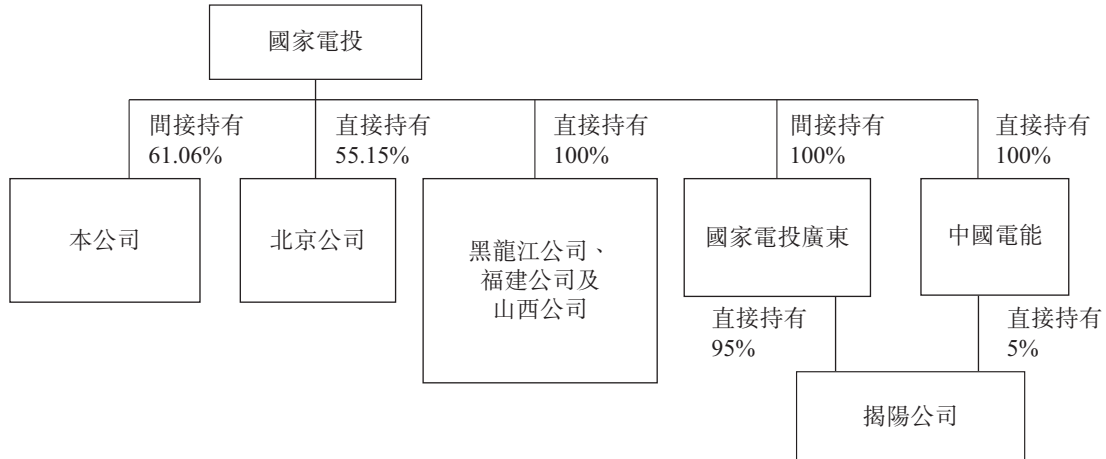 國家電投
間接持有
61.06%
直接持有
55.15%
直接持有
100%
間接持有
100%
直接持有
100%
本公司
北京公司
黑龍江公司、
福建公司及
山西公司
國家電投廣東
中國電能
直接持有
95%
直接持有
5%
揭陽公司